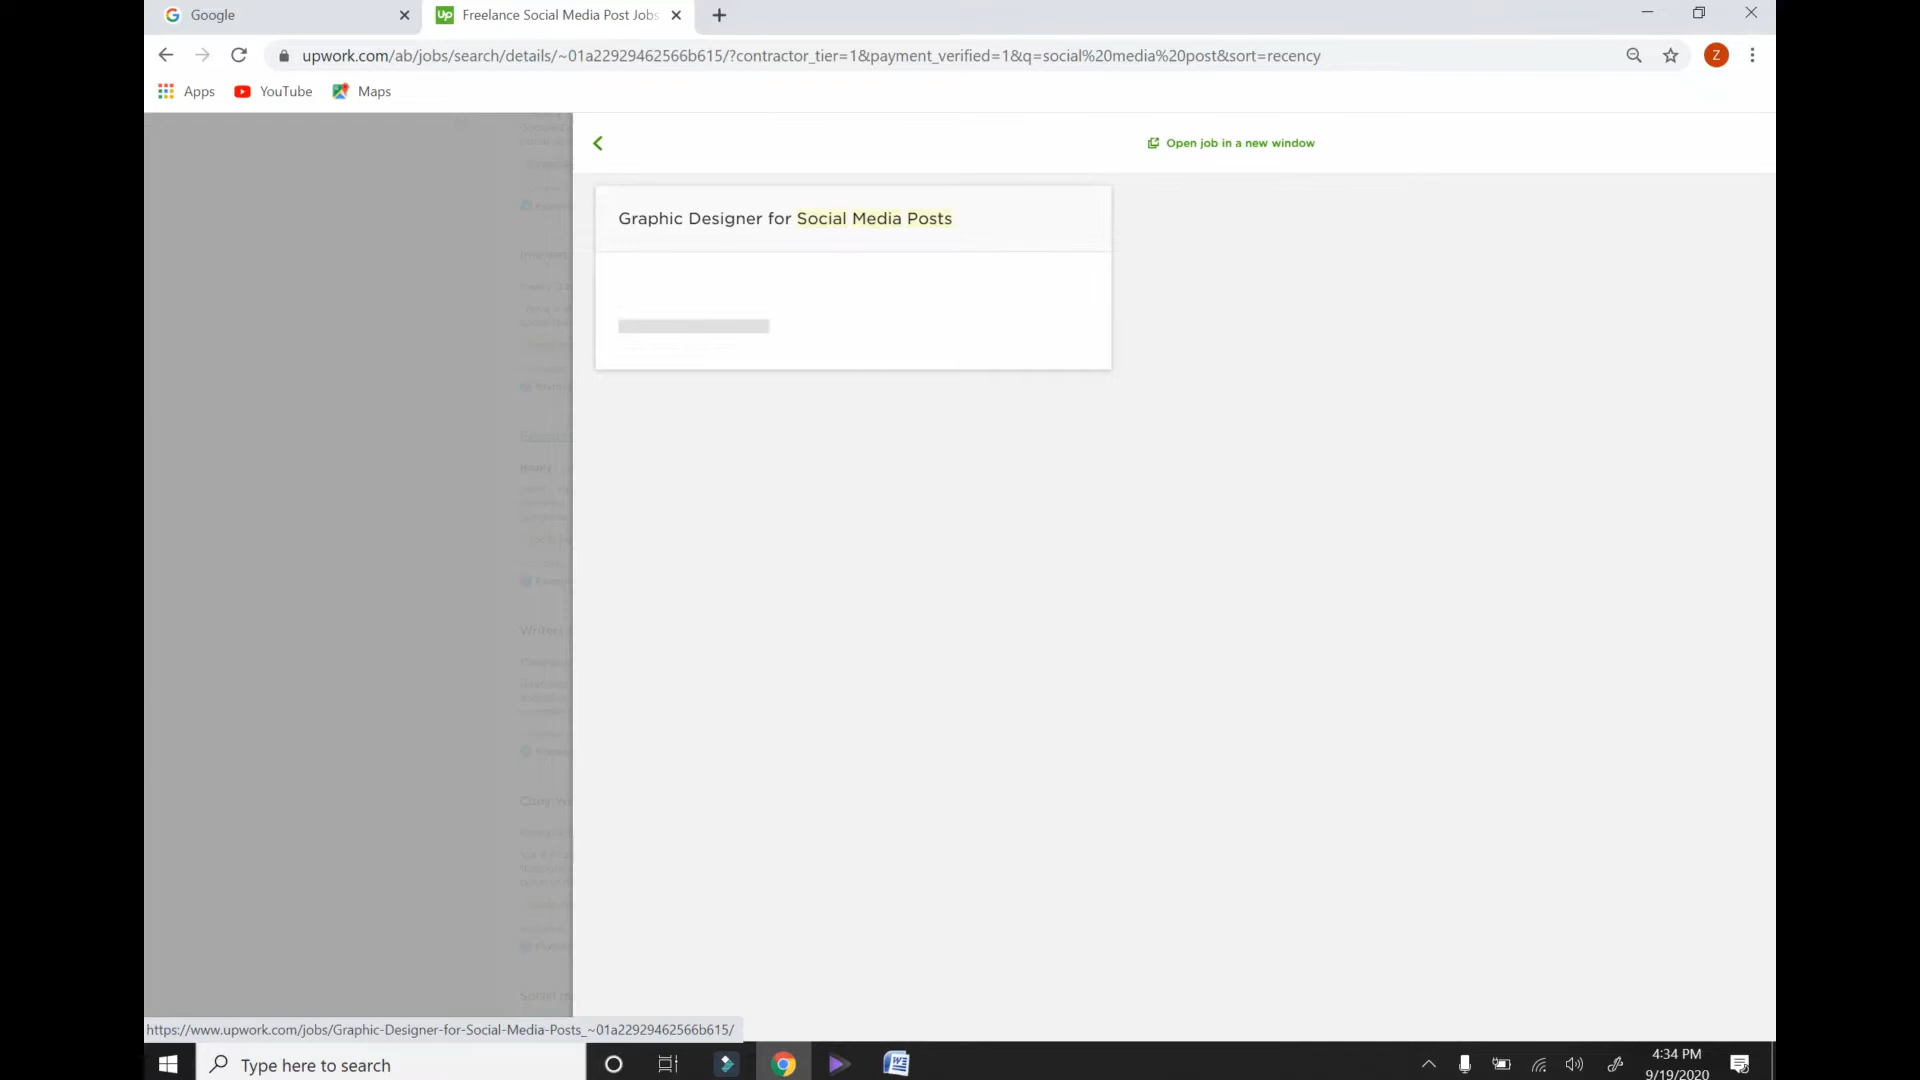 Google
Freelance Social Media Post Jobs
upwork.com/ab/jobs/search/details/~01a22929462566b615/?contractor_tier=1&payment_verified=1&q=social%20media%20post&sort=recency
Z
Apps
YouTube
Maps
Open job in a new window
Graphic Designer for Social Media Posts
https://www.upwork.com/jobs/Graphic-Designer-for-Social-Media-Posts_~01a22929462566b615/
Type here to search
4:34 PM
9/19/2020